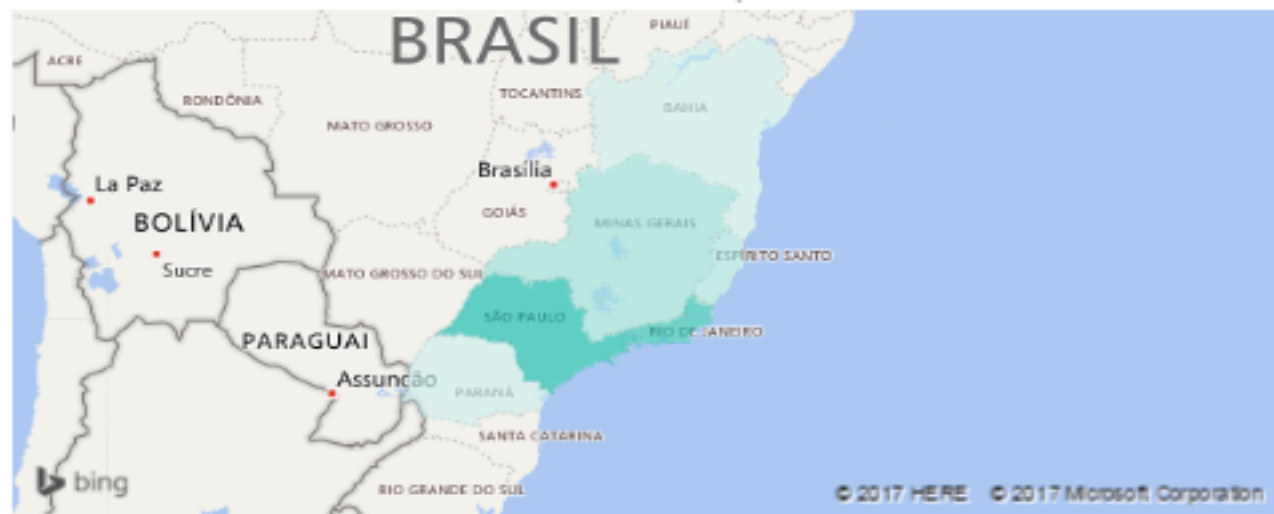 BRASIL
PIAUÍ
ACRE
RONDÔNIA
TOCANTINS
MATO GROSSO
BAHIA
Brasília
La Paz
GOIÁS
BOLÍVIA
MINAS GERAIS
Sucre
ESPÍRITO SANTO
MATO GROSSO DO SUL
SÃO PAULO
RIO DE JANEIRO
PARAGUAI
Assunção
PARANÁ
SANTA CATARINA
bing
RIO GRANDE DO SUL
© 2017 HERE © 2017 Microsoft Corporation